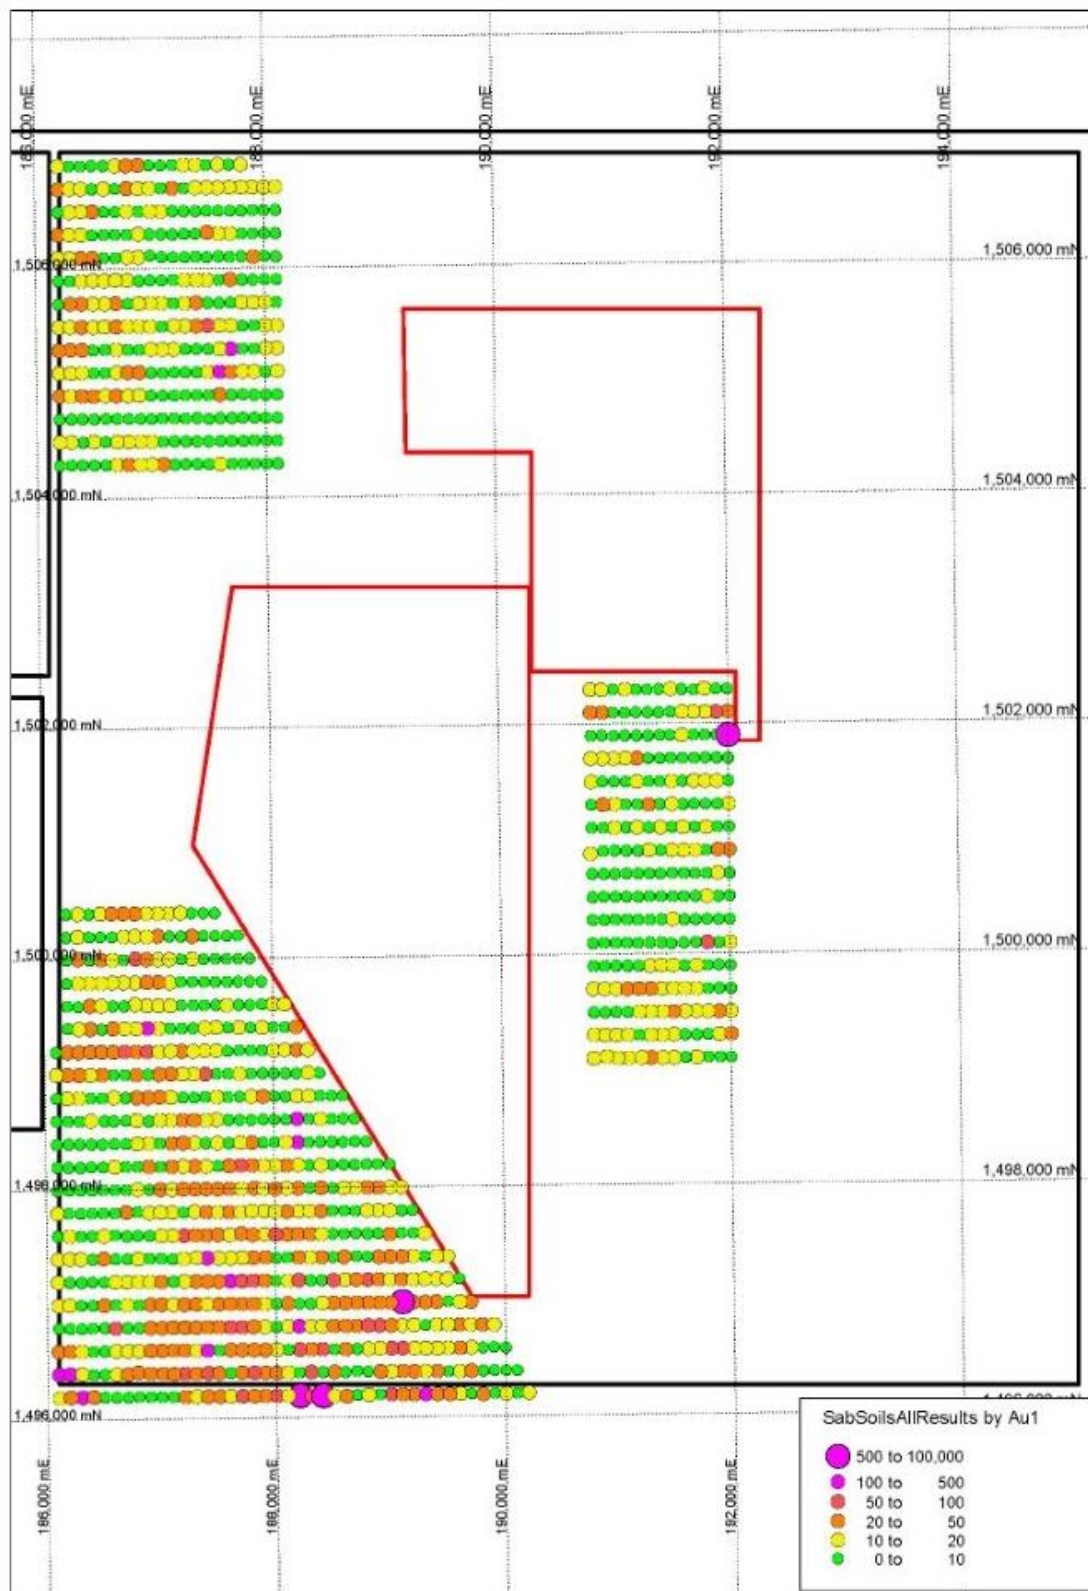 186,000 mE
188,000 mE
190,000 mE
192,000 mE
194,000 mE
1,506,000 mN
1,506,000 mN
1,504,000 mN
1,504,000 mN
1,502,000 mN
1,502,000 mN
1,500,000 mN
1,500,000 mN
1,498,000 mN
1,498,000 mN
1,496,000 mN
186,000 mE
188,000 mE
190,000 mE
192,000 mE
SabSoilsAllResults by Au1
500 to 100,000
100 to 500
50 to 100
20 to 50
10 to 20
0 to 10